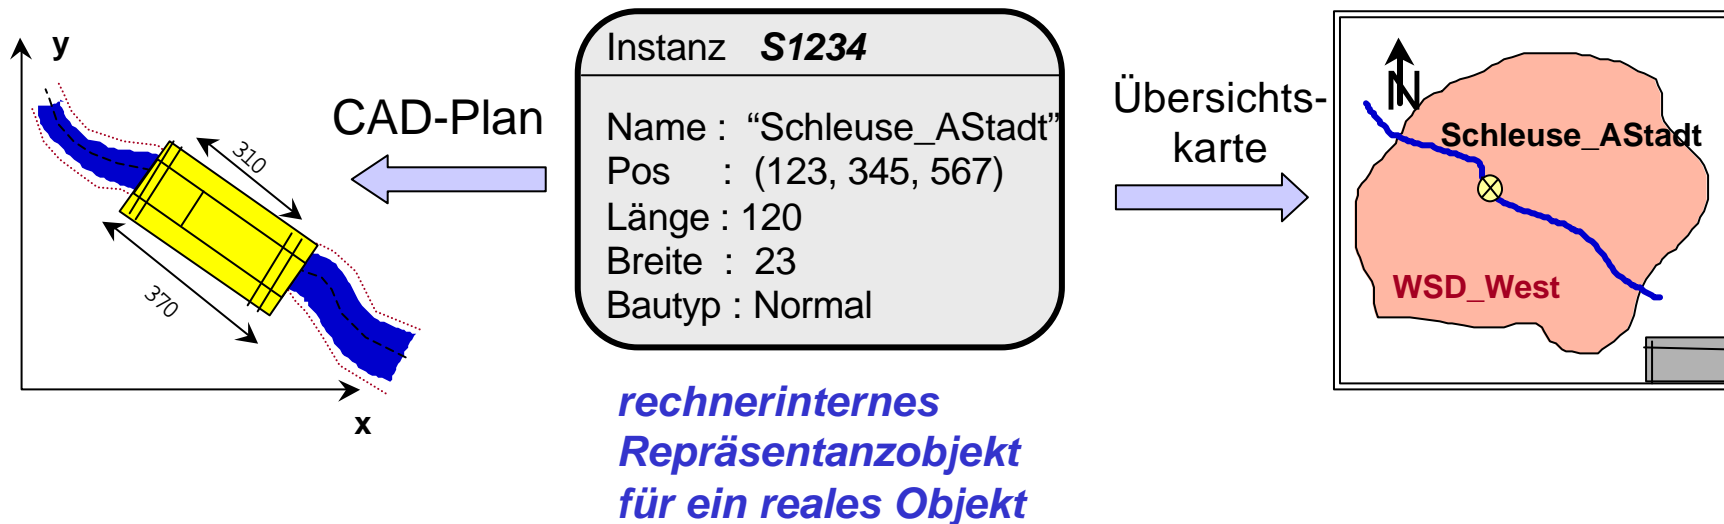 y
CAD-Plan
310
370
x
Instanz S1234
Name : “Schleuse_AStadt”
Pos : (123, 345, 567)
Länge : 120
Breite : 23
Bautyp : Normal
rechnerinternes
Repräsentanzobjekt
für ein reales Objekt
Übersichts-
karte
N
Schleuse_AStadt
WSD_West